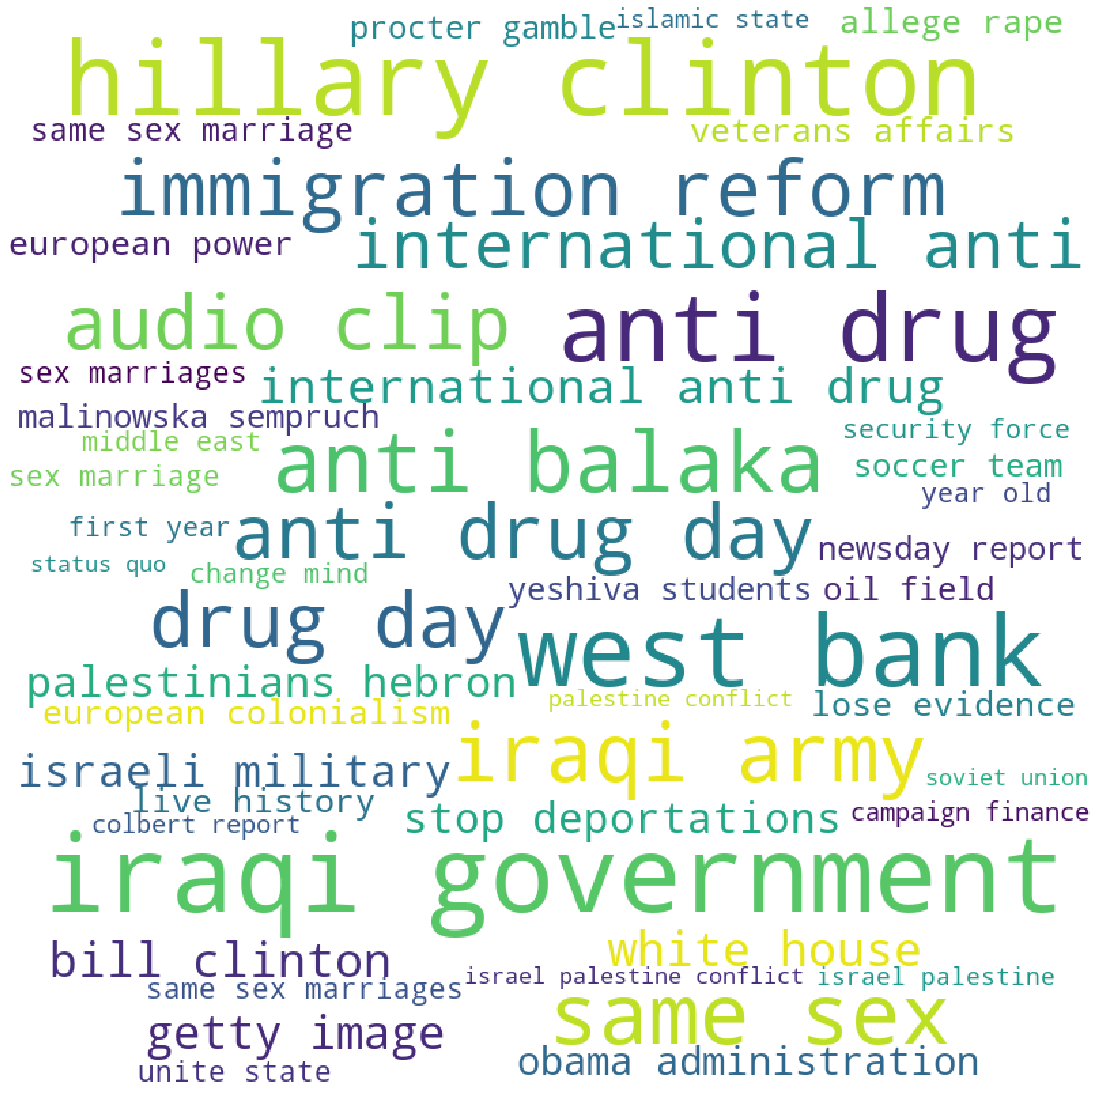 procter gamble islamic state allege rape
hillary clinton
same sex marriage veterans affairs
immigration reform
european power international anti
audio clip anti drug
sex marriages international anti drug
malinowska sempruch
middle east anti balaka security force
sex marriage soccer team
year old
first year anti drug day newsday report
status quo change mind
drug day yeshiva students oil field
west bank
palestinians hebron palestine conflict lose evidence
european colonialism
israeli military iraqi army soviet union
live history
colbert report stop deportations campaign finance
iraqi government
bill clinton white house
same sex marriages israel palestine conflict israel palestine
getty image same sex
unite state obama administration